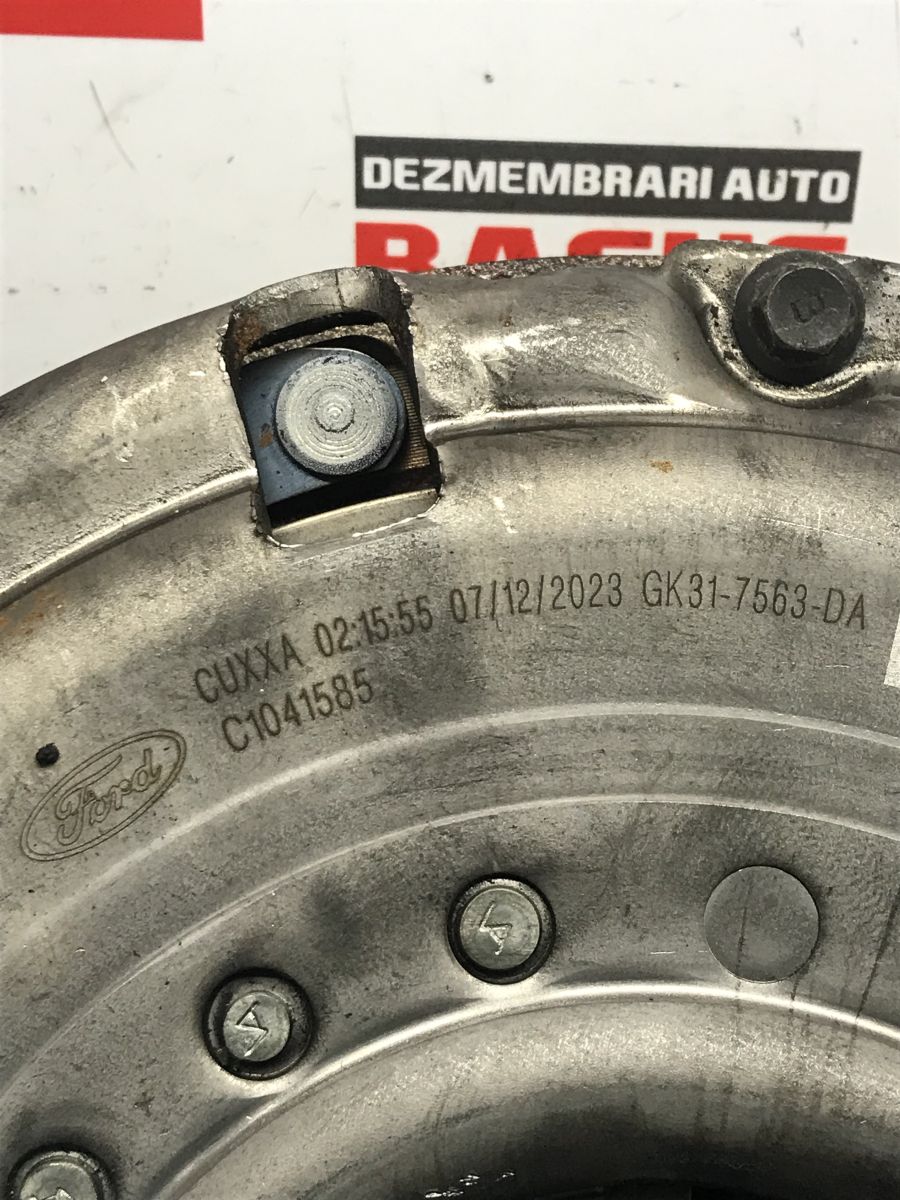 DEZMEMBRARI AUTO
CUXXA 02:15:55 07/12/2023 GK31-7563-DA
C1041585
Ford